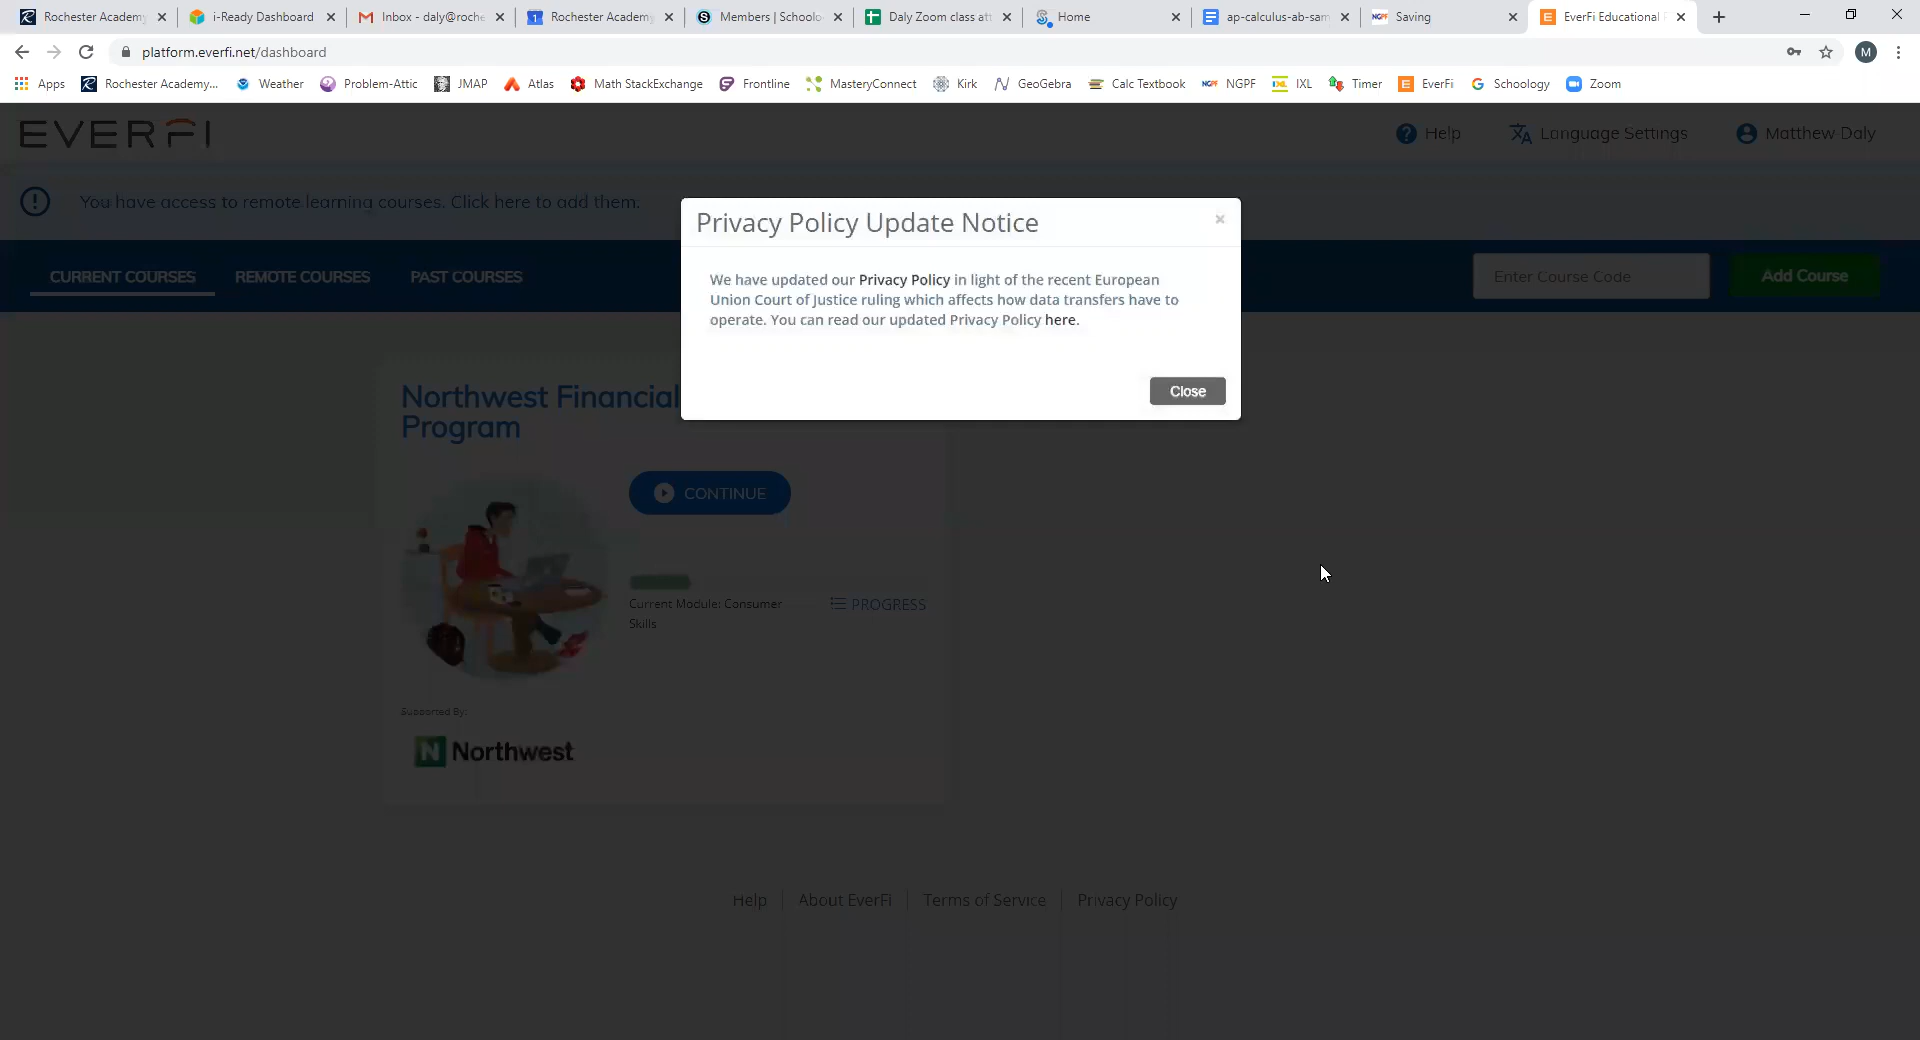 Rochester Academy
i-Ready Dashboard
Inbox - daly@roche
Rochester Academy
Members | Schoolo
Daly Zoom class att
Home
ap-calculus-ab-sam
Saving
EverFi Educational
platform.everfi.net/dashboard
M
Apps
Rochester Academy...
Weather
Problem-Attic
JMAP
Atlas
Math StackExchange
Frontline
MasteryConnect
Kirk
GeoGebra
Calc Textbook
NGPF
IXL
Timer
EverFi
Schoology
Zoom
EVERFI
Help
Language Settings
Matthew Daly
You have access to remote learning courses. Click here to add them.
CURRENT COURSES
REMOTE COURSES
PAST COURSES
Enter Course Code
Add Course
Privacy Policy Update Notice
×
We have updated our Privacy Policy in light of the recent European
Union Court of Justice ruling which affects how data transfers have to
operate. You can read our updated Privacy Policy here.
Close
Northwest Financial
Program
CONTINUE
Current Module: Consumer
Skills
PROGRESS
Supported By:
N Northwest
Help
About EverFi
Terms of Service
Privacy Policy